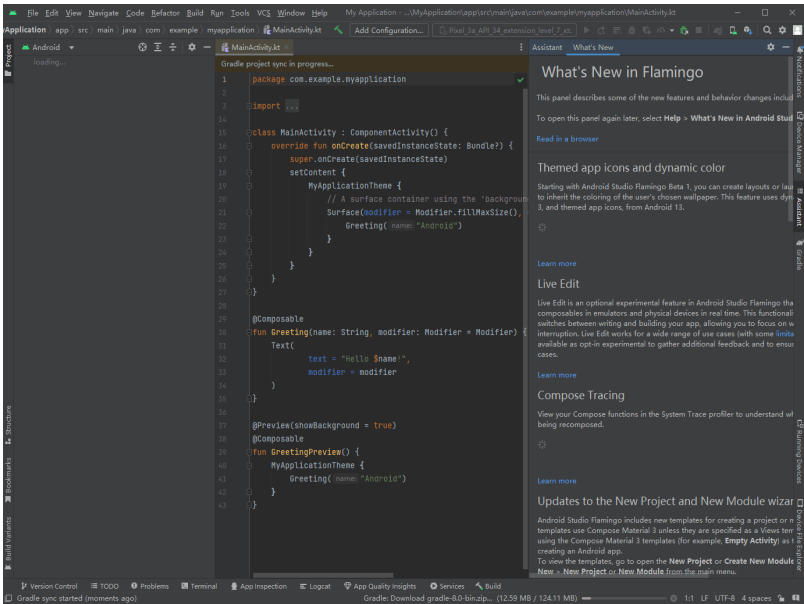 File Edit View Navigate Code Refactor Build Run Tools VCS Window Help My Application - ...\MyApplication\app\src\main\java\com\example\myapplication\MainActivity.kt
yApplication app src main java com example myapplication MainActivity.kt Add Configuration... Pixel_3a_API_34_extension_level_7_x
Android
MainActivity.kt
Assistant What's New
loading...
Gradle project sync in progress...
1 package com.example.myapplication
2
3 import ...
15 class MainActivity : ComponentActivity() {
16 override fun onCreate(savedInstanceState: Bundle?) {
17 super.onCreate(savedInstanceState)
18 setContent {
19 MyApplicationTheme {
20 // A surface container using the 'backgroun
21 Surface(modifier = Modifier.fillMaxSize(),
22 Greeting( name: "Android")
23 }
24 }
25 }
26 }
27 }
28
29 @Composable
30 fun Greeting(name: String, modifier: Modifier = Modifier) {
31 Text(
32 text = "Hello $name!",
33 modifier = modifier
34 )
35 }
36
37 @Preview(showBackground = true)
38 @Composable
39 fun GreetingPreview() {
40 MyApplicationTheme {
41 Greeting( name: "Android")
42 }
43 }
What's New in Flamingo
This panel describes some of the new features and behavior changes includ
To open this panel again later, select Help > What's New in Android Stud
Read in a browser
Themed app icons and dynamic color
Starting with Android Studio Flamingo Beta 1, you can create layouts or lau
to inherit the coloring of the user's chosen wallpaper. This feature uses dyn
3, and themed app icons, from Android 13.
Learn more
Live Edit
Live Edit is an optional experimental feature in Android Studio Flamingo tha
composables in emulators and physical devices in real time. This functionali
switches between writing and building your app, allowing you to focus on w
interruption. Live Edit works for a wide range of use cases (with some limita
available as opt-in experimental to gather additional feedback and to ensu
cases.
Learn more
Compose Tracing
View your Compose functions in the System Trace profiler to understand wh
being recomposed.
Learn more
Updates to the New Project and New Module wizar
Android Studio Flamingo includes new templates for creating a project or m
templates use Compose Material 3 unless they are specified as a Views tem
using the Compose Material 3 templates (for example, Empty Activity) as t
creating an Android app.
To view the templates, go to open the New Project or Create New Module
New > New Project or New Module from the main menu.
Project
Structure
Bookmarks
Build Variants
Notifications
Device Manager
Assistant
Gradle
Running Devices
Device File Explorer
Version Control TODO Problems Terminal App Inspection Logcat App Quality Insights Services Build
Gradle sync started (moments ago) Gradle: Download gradle-8.0-bin.zip... (12.59 MB / 124.11 MB) 1:1 LF UTF-8 4 spaces